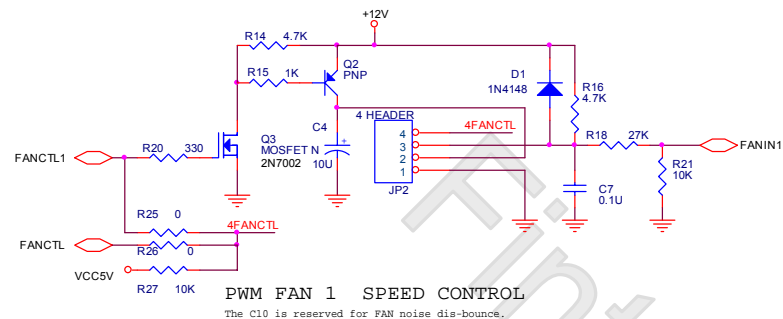 +12V
R14 4.7K
Q2
PNP
D1
1N4148
R15 1K
R16
4.7K
4 HEADER
C4
4FANCTL
R18 27K
R20 330
Q3
MOSFET N
2N7002
10U
4
3
2
1
FANCTL1
FANIN1
R21
10K
JP2
C7
0.1U
R25 0
4FANCTL
FANCTL
R26 0
VCC5V
R27 10K
PWM FAN 1 SPEED CONTROL
The C10 is reserved for FAN noise dis-bounce.